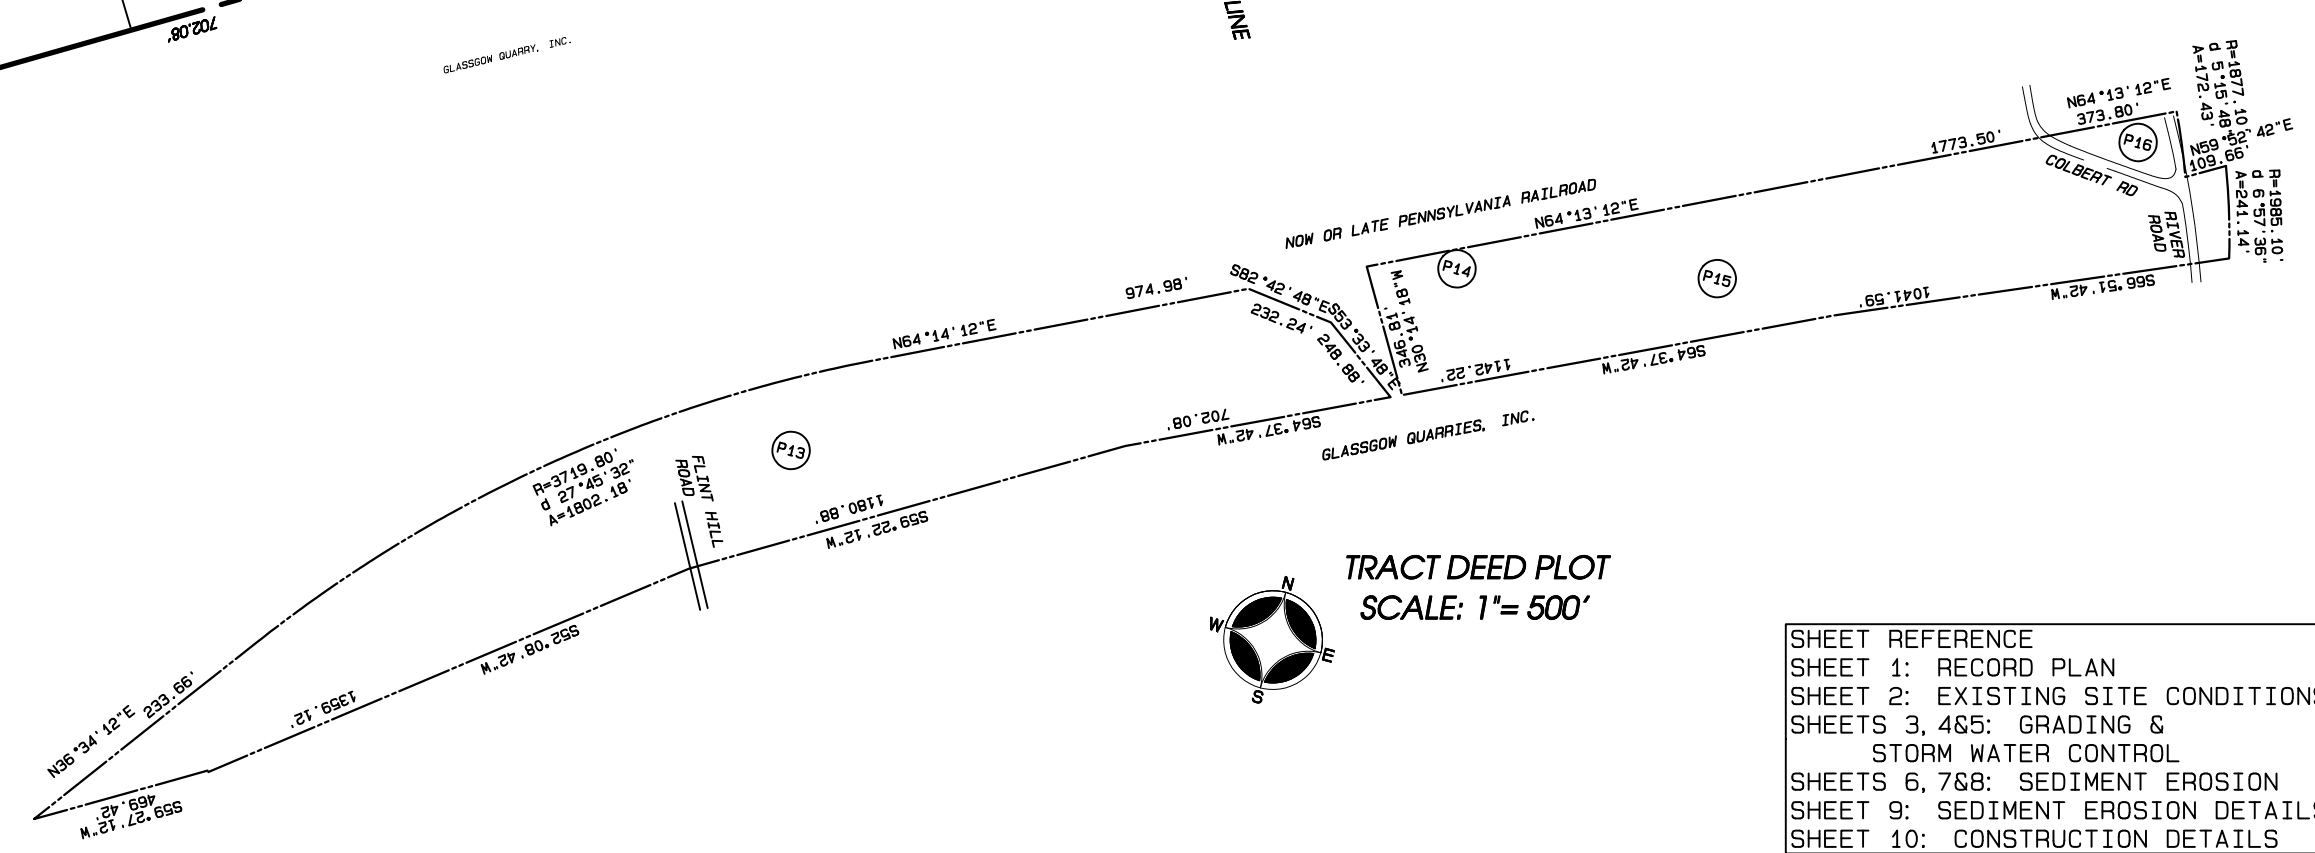 702.08'
GLASSGOW QUARRY, INC.
LINE
R=1877.10'
d 5°15'48"
A=172.43'
N64°13'12"E
373.80'
P16
N59°52'42"E
109.66'
1773.50'
COLBERT RD
R=1985.10'
d 6°57'36"
A=241.14'
RIVER
ROAD
NOW OR LATE PENNSYLVANIA RAILROAD
N64°13'12"E
P14
P15
S66.51'42"W
1041.59'
S82°42'48"E
232.24'
S53°33'48"E
248.88'
N30°14'18"W
346.81'
974.98'
N64°14'12"E
1142.22'
S64°37'42"W
702.08'
S64°37'42"W
GLASSGOW QUARRIES, INC.
P13
R=3719.80'
d 27°45'32"
A=1802.18'
FLINT HILL
ROAD
1180.88'
S59°22'12"W
TRACT DEED PLOT
SCALE: 1"= 500'
N
W
E
S
S52°08'42"W
1359.12'
N36°34'12"E
233.66'
469.42'
S59°27'12"W
SHEET REFERENCE
SHEET 1: RECORD PLAN
SHEET 2: EXISTING SITE CONDITIONS
SHEETS 3, 4&5: GRADING &
STORM WATER CONTROL
SHEETS 6, 7&8: SEDIMENT EROSION
SHEET 9: SEDIMENT EROSION DETAILS
SHEET 10: CONSTRUCTION DETAILS